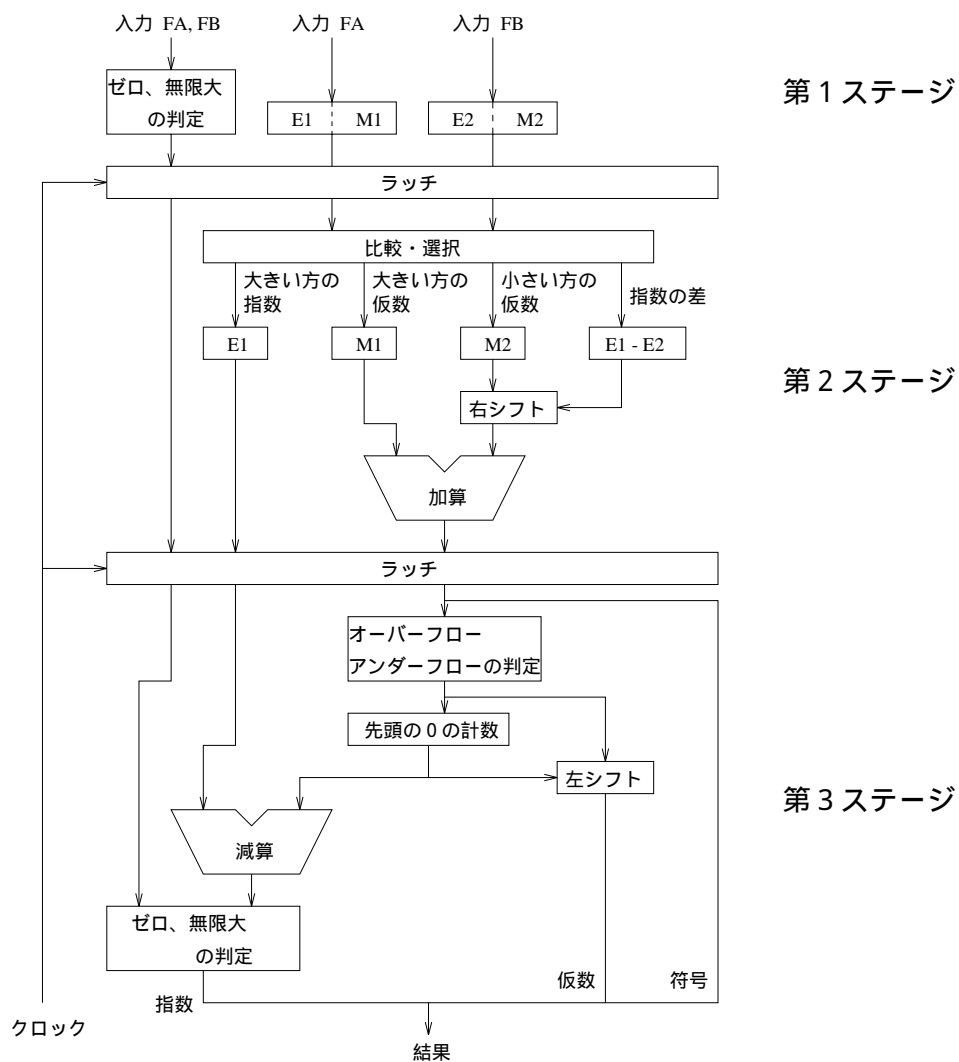 入力 FA, FB
入力 FA
入力 FB
ゼロ、無限大
の判定
E1 M1
E2 M2
第1ステージ
ラッチ
比較・選択
大きい方の
指数
大きい方の
仮数
小さい方の
仮数
指数の差
E1
M1
M2
E1 - E2
第2ステージ
右シフト
加算
ラッチ
オーバーフロー
アンダーフローの判定
先頭の0の計数
左シフト
第3ステージ
減算
ゼロ、無限大
の判定
指数
仮数
符号
クロック
結果